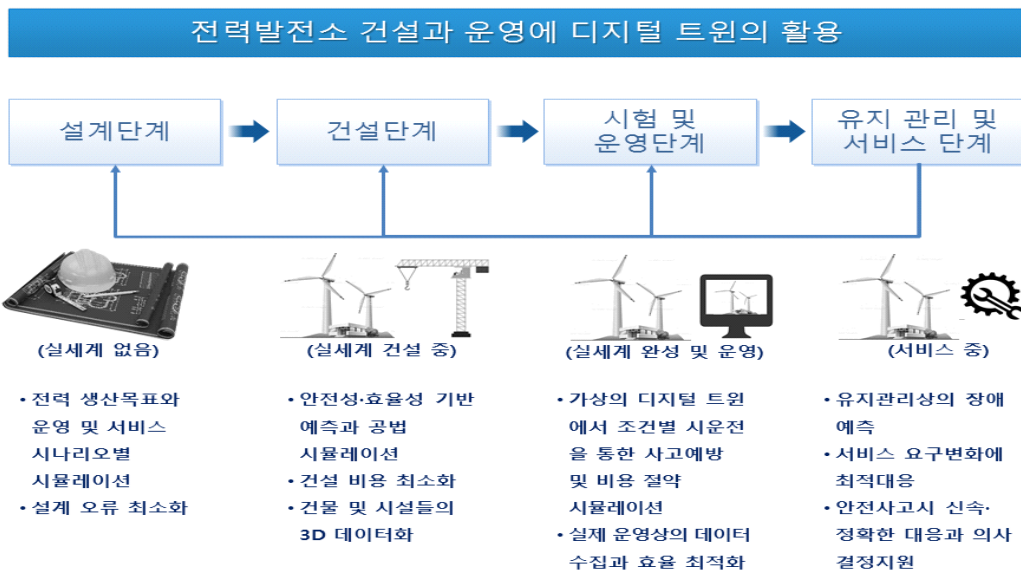 전력발전소 건설과 운영에 디지털 트윈의 활용
설계단계
건설단계
시험 및
운영단계
유지 관리 및
서비스 단계
(실세계 없음)
• 전력 생산목표와
운영 및 서비스
시나리오별
시뮬레이션
• 설계 오류 최소화
(실세계 건설 중)
• 안전성·효율성 기반
예측과 공법
시뮬레이션
• 건설 비용 최소화
• 건물 및 시설들의
3D 데이터화
(실세계 완성 및 운영)
• 가상의 디지털 트윈
에서 조건별 시운전
을 통한 사고예방
및 비용 절약
시뮬레이션
• 실제 운영상의 데이터
수집과 효율 최적화
(서비스 중)
• 유지관리상의 장애
예측
• 서비스 요구변화에
최적대응
• 안전사고시 신속·
정확한 대응과 의사
결정지원